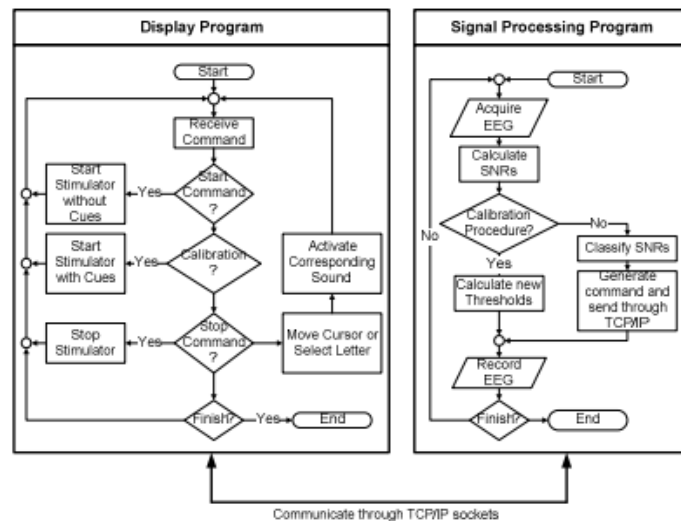 Display Program
Start
Receive
Command
Start
Command
?
Yes
Start
Stimulator
without
Cues
Calibration
?
Yes
Start
Stimulator
with Cues
Stop
Command
?
Yes
Stop
Stimulator
Move Cursor or
Select Letter
Activate
Corresponding
Sound
Finish?
Yes
End
Signal Processing Program
Start
Acquire
EEG
Calculate
SNRs
Calibration
Procedure?
No
Classify SNRs
Generate
command and
send through
TCP/IP
Yes
Calculate new
Thresholds
Record
EEG
Finish?
End
No
Communicate through TCP/IP sockets